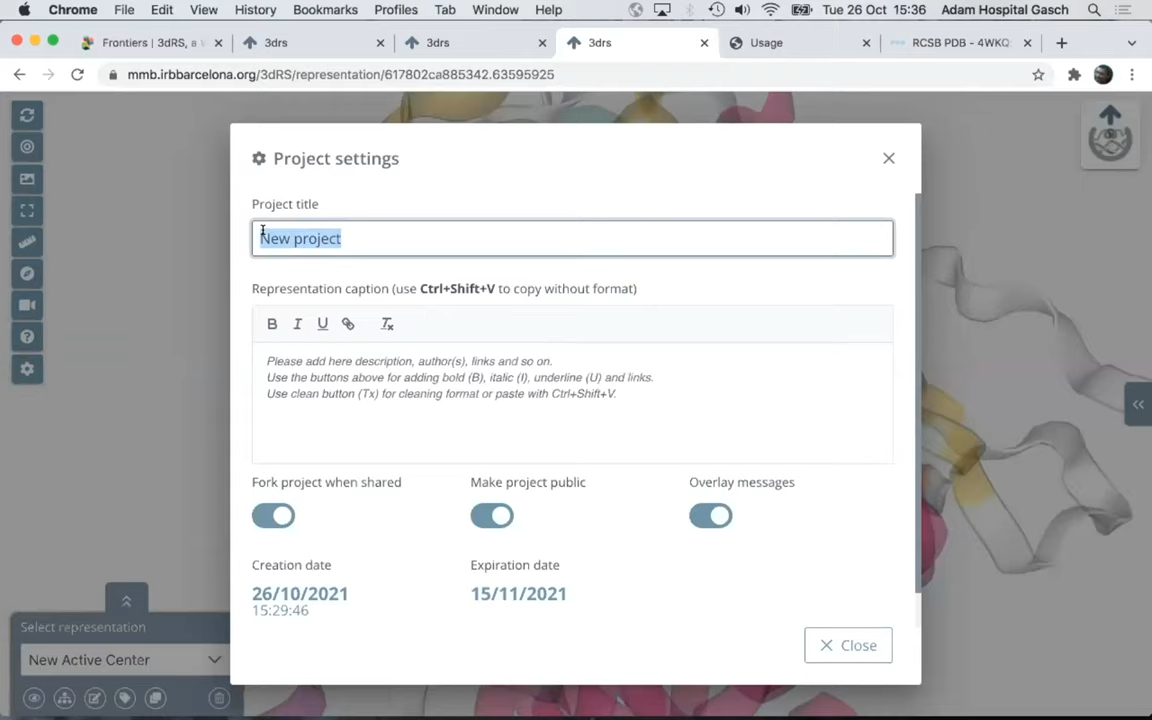 Chrome File Edit View History Bookmarks Profiles Tab Window Help Tue 26 Oct 15:36 Adam Hospital Gasch
Frontiers | 3dRS, a 3drs 3drs 3drs Usage RCSB PDB - 4WKQ
mmb.irbbarcelona.org/3dRS/representation/617802ca885342.63595925
Project settings
Project title
New project
Representation caption (use Ctrl+Shift+V to copy without format)
B I U Tx
Please add here description, author(s), links and so on.
Use the buttons above for adding bold (B), italic (I), underline (U) and links.
Use clean button (Tx) for cleaning format or paste with Ctrl+Shift+V.
Fork project when shared Make project public Overlay messages
Creation date Expiration date
26/10/2021 15/11/2021
15:29:46
Select representation
New Active Center
Close